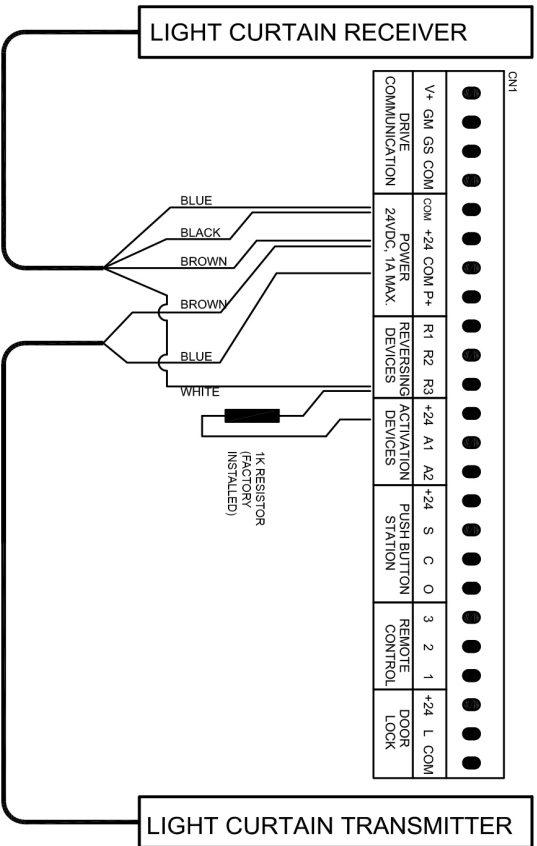 LIGHT CURTAIN RECEIVER
CN1
V+ GM GS COM
DRIVE
COMMUNICATION
COM +24 COM P+
POWER
24VDC, 1A MAX.
R1 R2 R3
REVERSING
DEVICES
+24 A1 A2
ACTIVATION
DEVICES
+24 S C O
PUSH BUTTON
STATION
3 2 1
REMOTE
CONTROL
+24 L COM
DOOR
LOCK
BLUE
BLACK
BROWN
BROWN
BLUE
WHITE
1K RESISTOR
(FACTORY
INSTALLED)
LIGHT CURTAIN TRANSMITTER